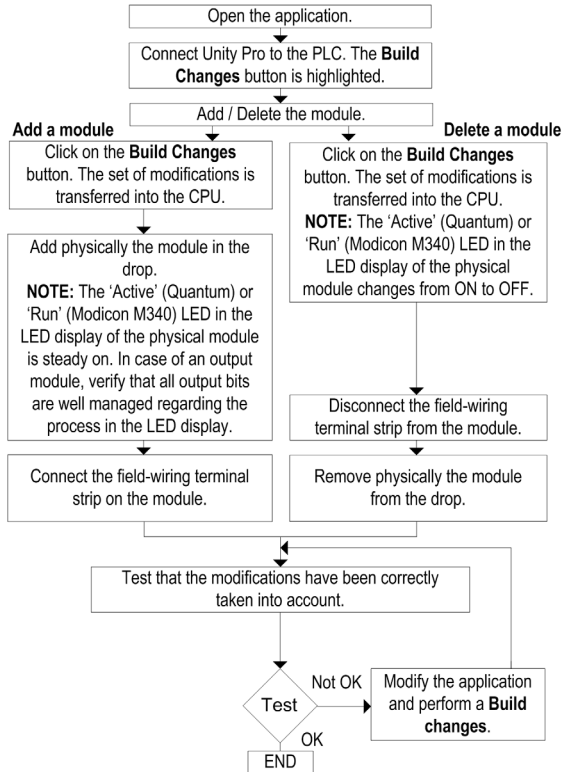 Open the application.
Connect Unity Pro to the PLC. The Build
Changes button is highlighted.
Add / Delete the module.
Add a module
Click on the Build Changes
button. The set of modifications is
transferred into the CPU.
Add physically the module in the
drop.
NOTE: The ‘Active’ (Quantum) or
‘Run’ (Modicon M340) LED in the
LED display of the physical module
is steady on. In case of an output
module, verify that all output bits
are well managed regarding the
process in the LED display.
Connect the field-wiring terminal
strip on the module.
Delete a module
Click on the Build Changes
button. The set of modifications is
transferred into the CPU.
NOTE: The ‘Active’ (Quantum) or
‘Run’ (Modicon M340) LED in the
LED display of the physical
module changes from ON to OFF.
Disconnect the field-wiring
terminal strip from the module.
Remove physically the module
from the drop.
Test that the modifications have been correctly
taken into account.
Test
Not OK
Modify the application
and perform a Build
changes.
OK
END